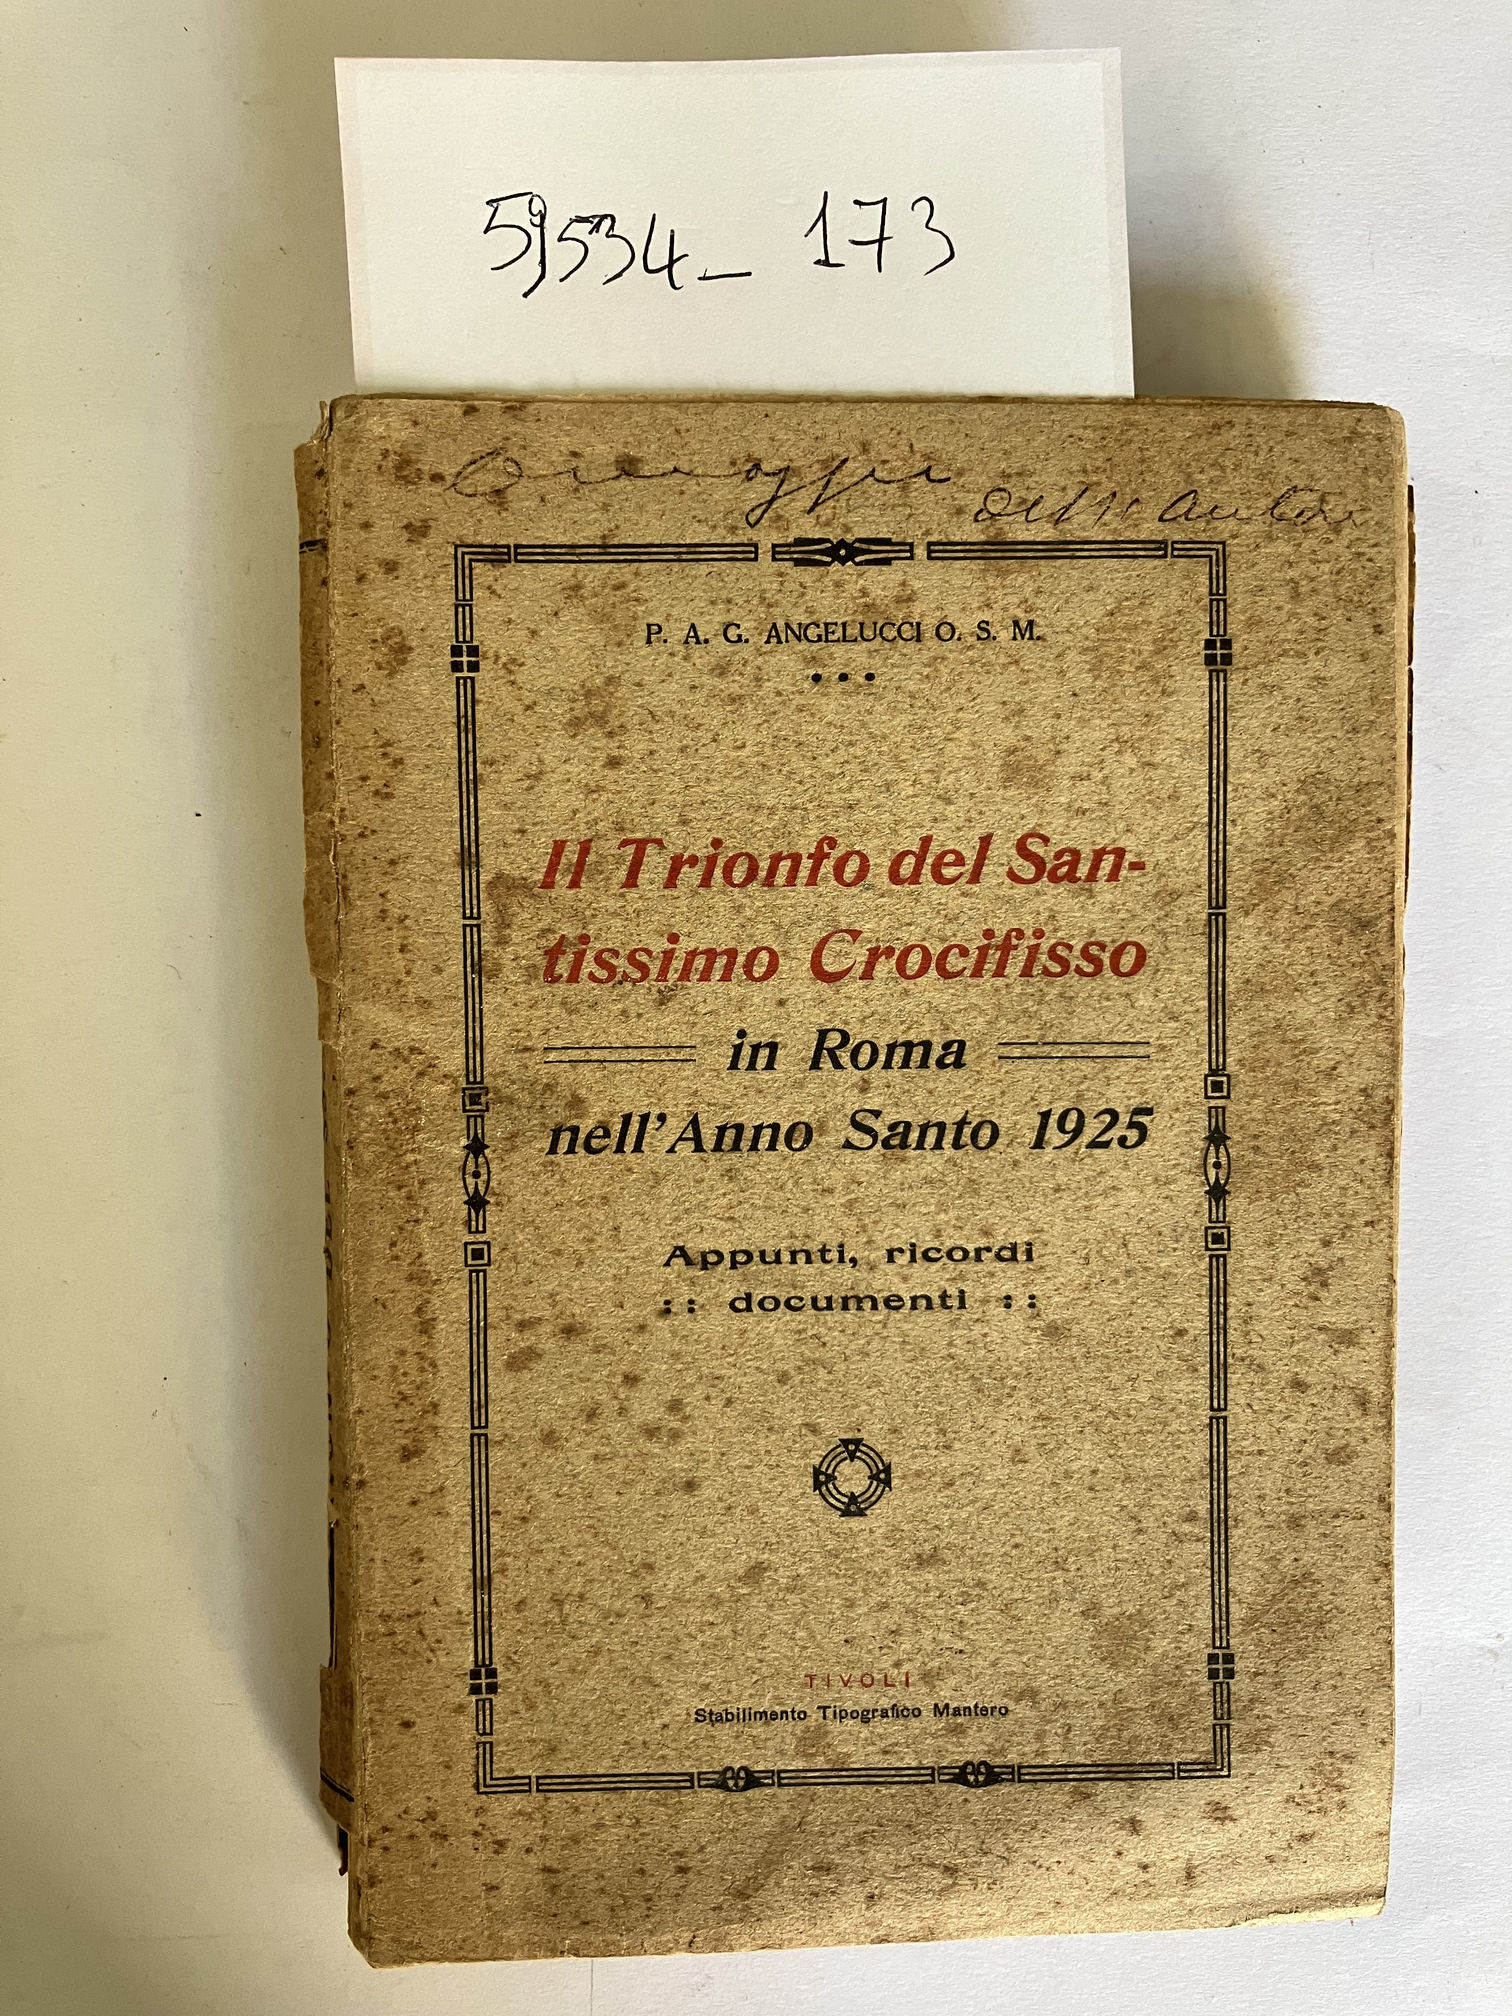 59534_ 173
Omaggi
dell'autore
P. A. G. ANGELUCCI O. S. M.
Il Trionfo del San-
tissimo Crocifisso
in Roma
nell'Anno Santo 1925
Appunti, ricordi
:: documenti ::
TIVOLI
Stabilimento Tipografico Mantero